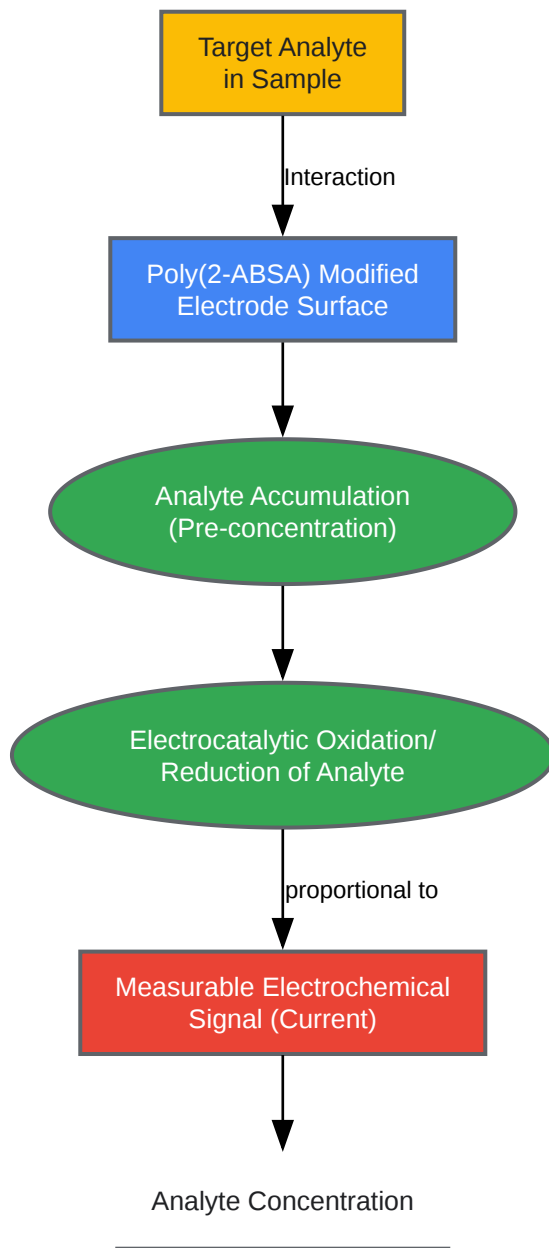 Target Analyte
in Sample
Interaction
Poly(2-ABSA) Modified
Electrode Surface
Analyte Accumulation
(Pre-concentration)
Electrocatalytic Oxidation/
Reduction of Analyte
proportional to
Measurable Electrochemical
Signal (Current)
Analyte Concentration